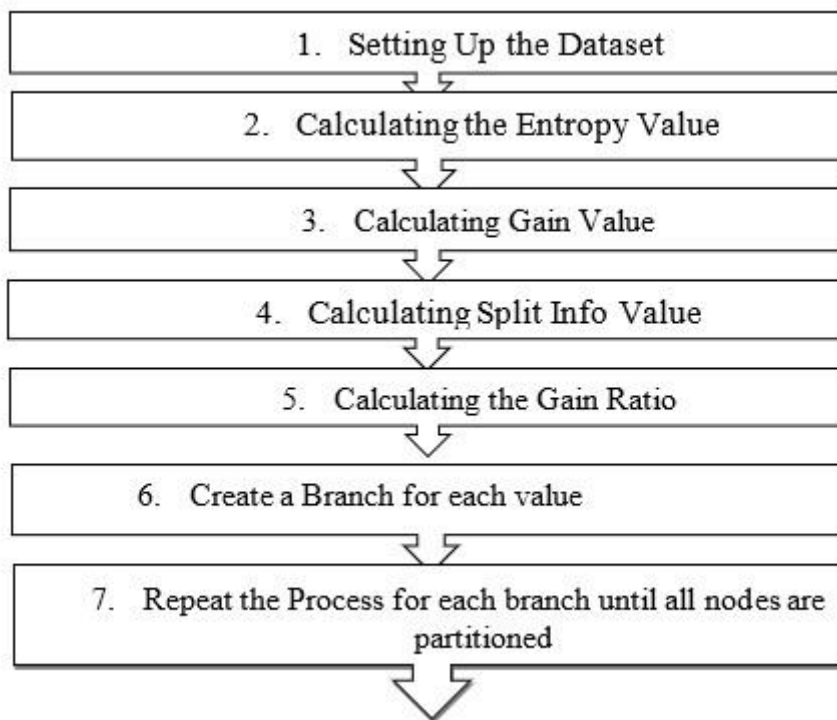 1. Setting Up the Dataset
2. Calculating the Entropy Value
3. Calculating Gain Value
4. Calculating Split Info Value
5. Calculating the Gain Ratio
6. Create a Branch for each value
7. Repeat the Process for each branch until all nodes are
partitioned